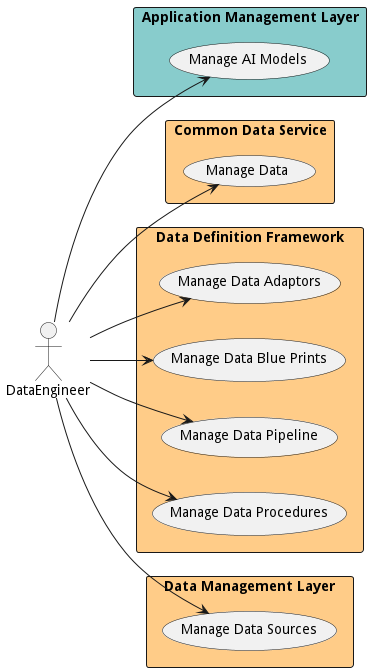 Application Management Layer
Manage AI Models
Common Data Service
Manage Data
Data Definition Framework
Manage Data Adaptors
Manage Data Blue Prints
DataEngineer
Manage Data Pipeline
Manage Data Procedures
Data Management Layer
Manage Data Sources